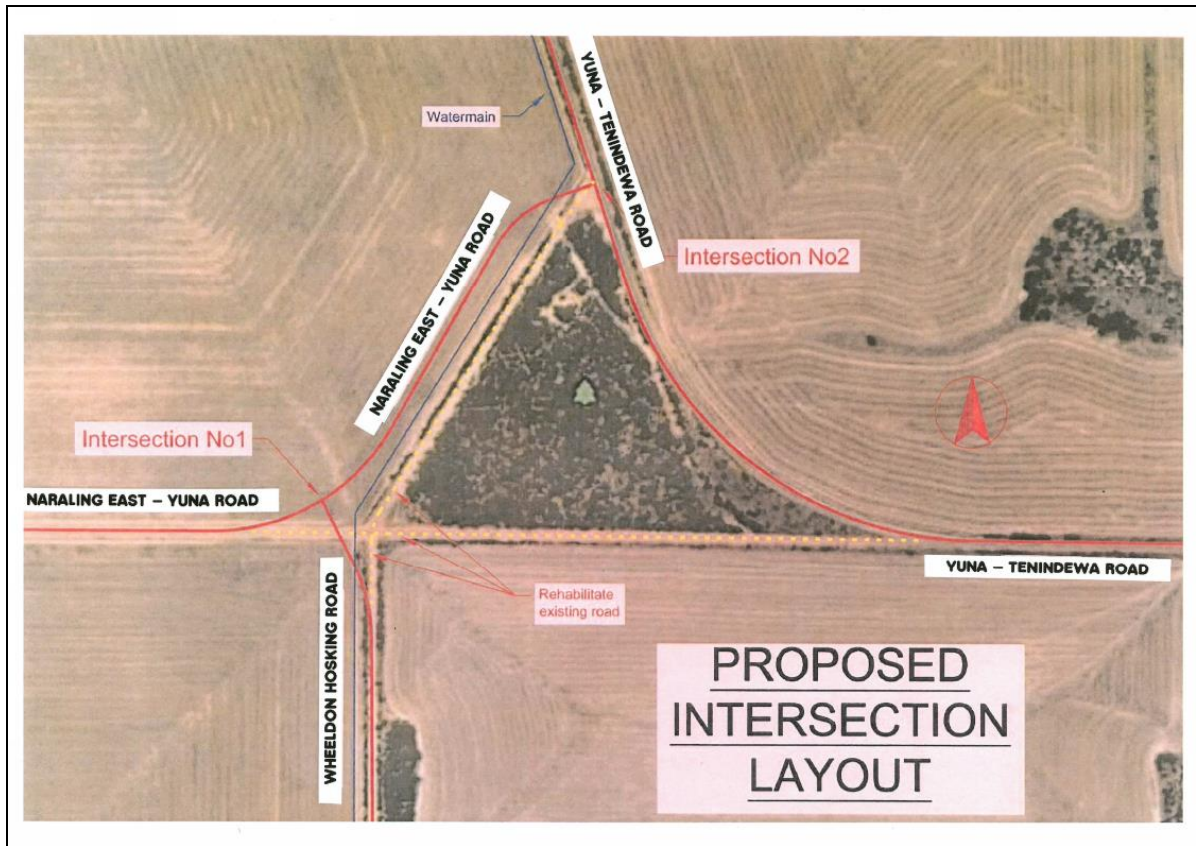 YUNA – TENINDEWA ROAD
Watermain
NARALING EAST – YUNA ROAD
Intersection No2
Intersection No1
NARALING EAST – YUNA ROAD
YUNA – TENINDEWA ROAD
WHEELDON HOSKING ROAD
Rehabilitate
existing road
PROPOSED
INTERSECTION
LAYOUT